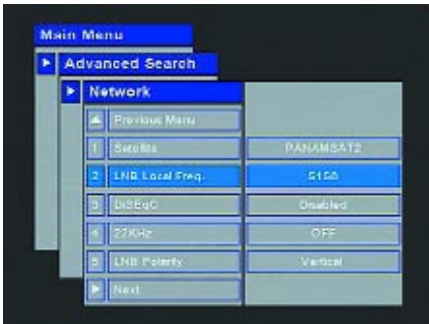 Main Menu
Advanced Search
Network
Previous Menu
1 Satellite PANAMSAT2
2 LNB Local Freq. 5150
3 DiSEqC Disabled
4 22KHz OFF
5 LNB Polarity Vertical
Next